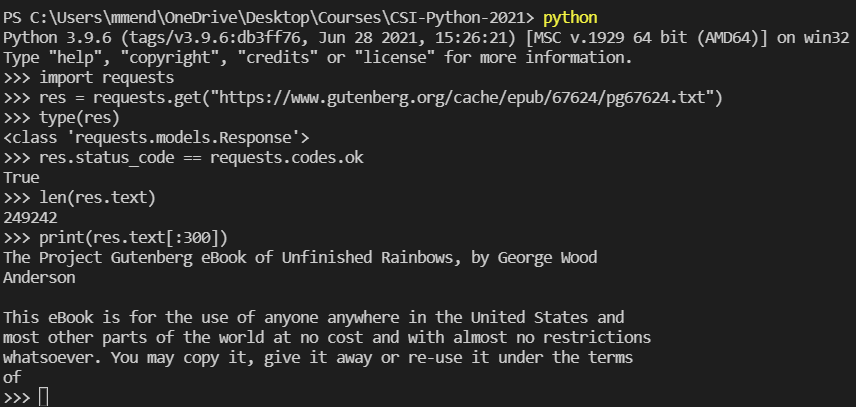 PS C:\Users\mmend\OneDrive\Desktop\Courses\CSI-Python-2021> python
Python 3.9.6 (tags/v3.9.6:db3ff76, Jun 28 2021, 15:26:21) [MSC v.1929 64 bit (AMD64)] on win32
Type "help", "copyright", "credits" or "license" for more information.
>>> import requests
>>> res = requests.get("https://www.gutenberg.org/cache/epub/67624/pg67624.txt")
>>> type(res)
<class 'requests.models.Response'>
>>> res.status_code == requests.codes.ok
True
>>> len(res.text)
249242
>>> print(res.text[:300])
The Project Gutenberg eBook of Unfinished Rainbows, by George Wood
Anderson

This eBook is for the use of anyone anywhere in the United States and
most other parts of the world at no cost and with almost no restrictions
whatsoever. You may copy it, give it away or re-use it under the terms
of
>>>